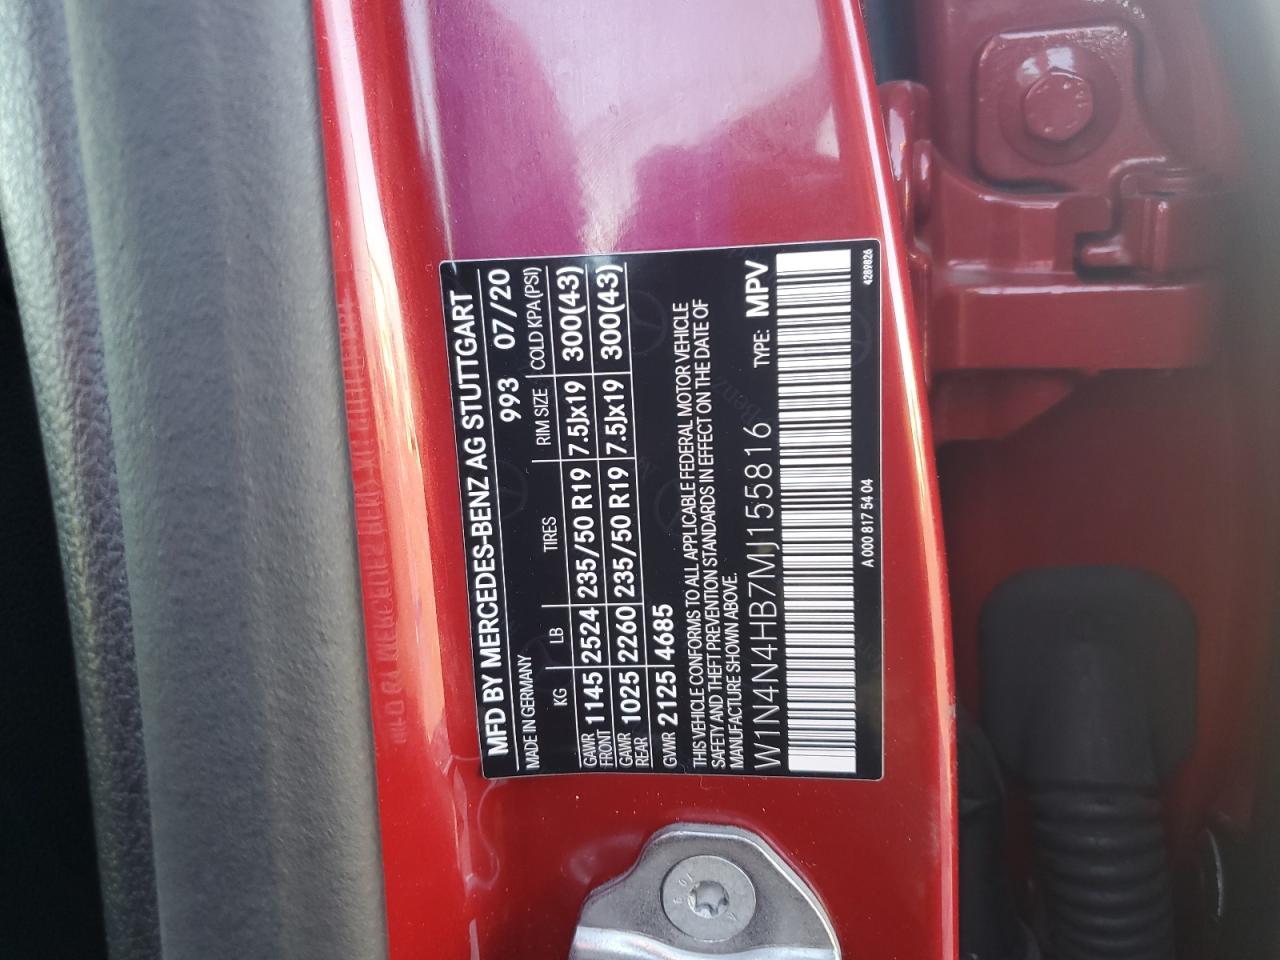 MFD BY MERCEDES-BENZ AG STUTTGART
MADE IN GERMANY 993 07/20
KG LB TIRES RIM SIZE COLD KPA (PSI)
GAWR FRONT 1145 2524 235/50 R19 7.5Jx19 300(43)
GAWR REAR 1025 2260 235/50 R19 7.5Jx19 300(43)
GVWR 2125 4685
THIS VEHICLE CONFORMS TO ALL APPLICABLE FEDERAL MOTOR VEHICLE
SAFETY AND THEFT PREVENTION STANDARDS IN EFFECT ON THE DATE OF
MANUFACTURE SHOWN ABOVE.
W1N4N4HB7MJ155816 TYPE: MPV
A 000 817 54 04 4289826